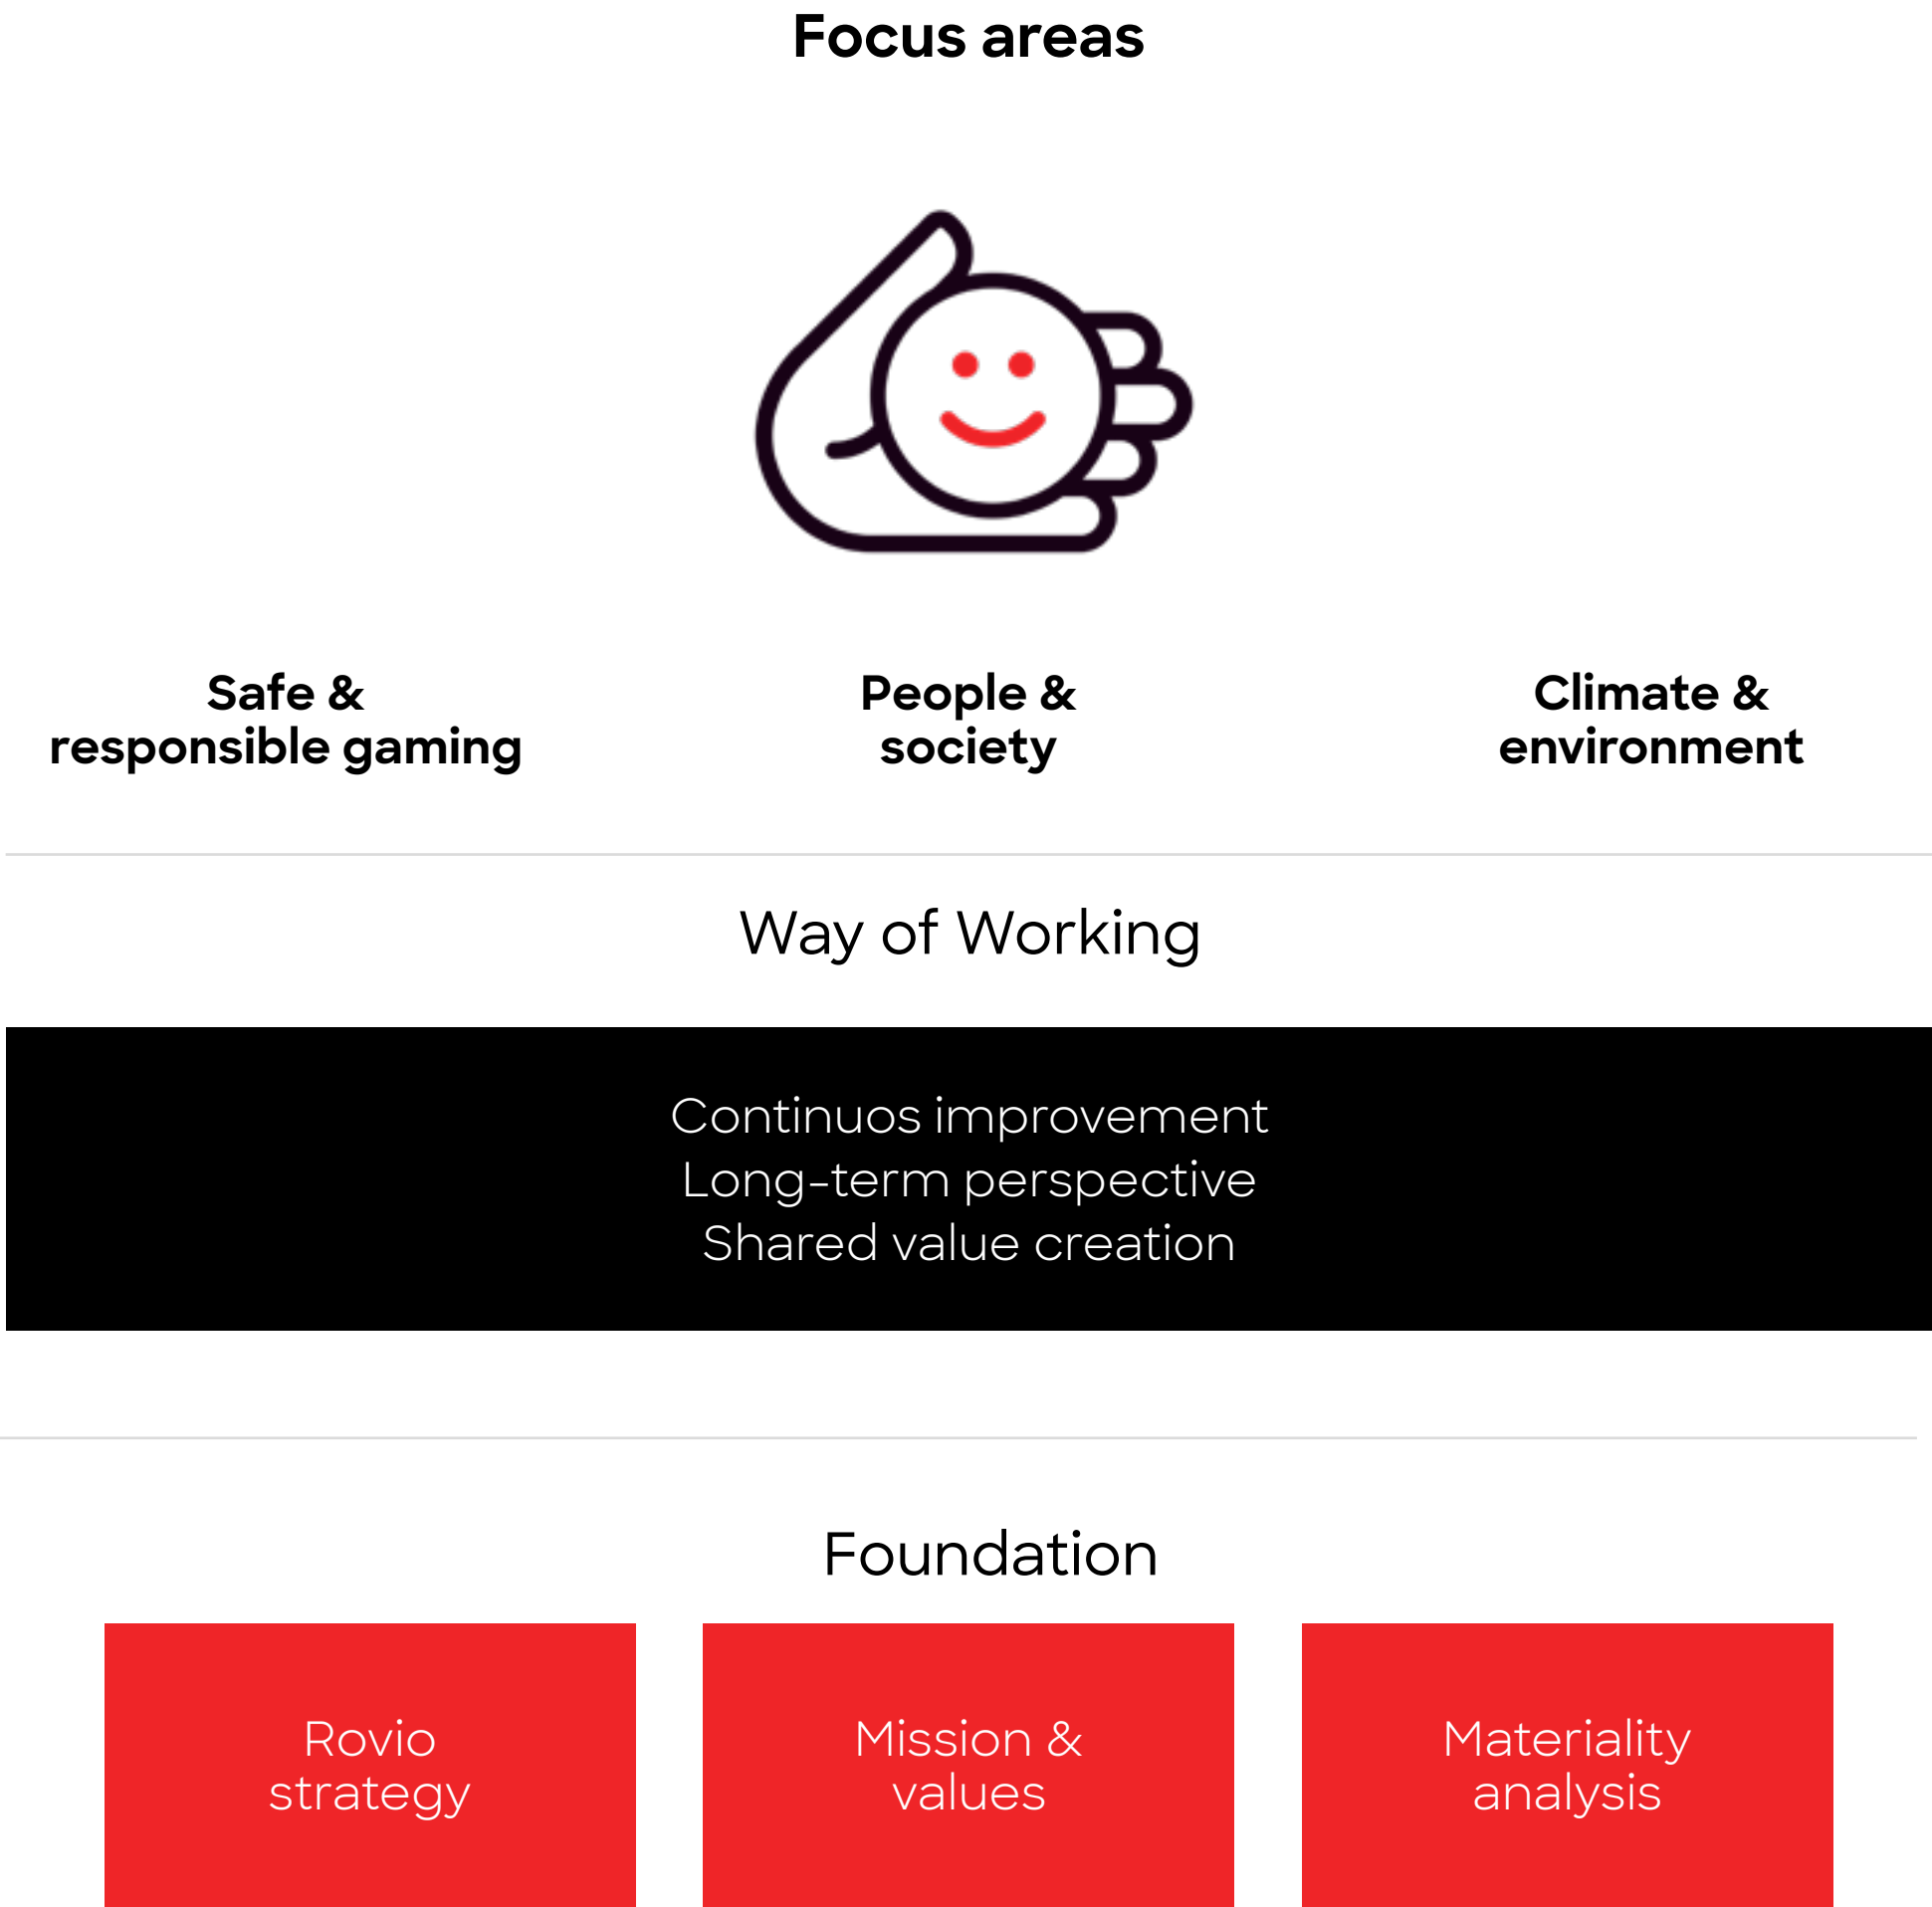 Focus areas
Safe &
responsible gaming
People &
society
Climate &
environment
Way of Working
Continuos improvement
Long-term perspective
Shared value creation
Foundation
Rovio
strategy
Mission &
values
Materiality
analysis